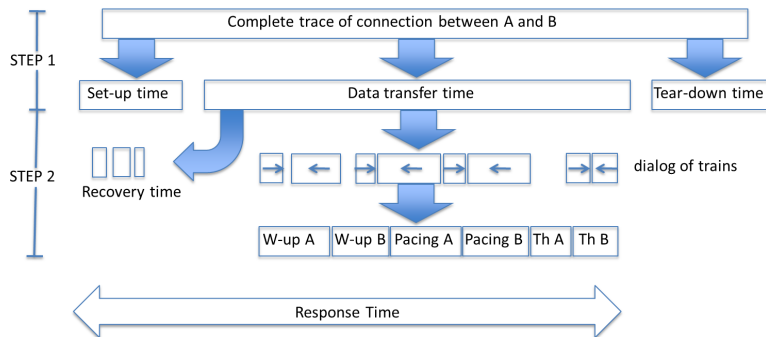 Complete trace of connection between A and B
STEP 1
Set-up time
Data transfer time
Tear-down time
STEP 2
Recovery time
dialog of trains
W-up A
W-up B
Pacing A
Pacing B
Th A
Th B
Response Time